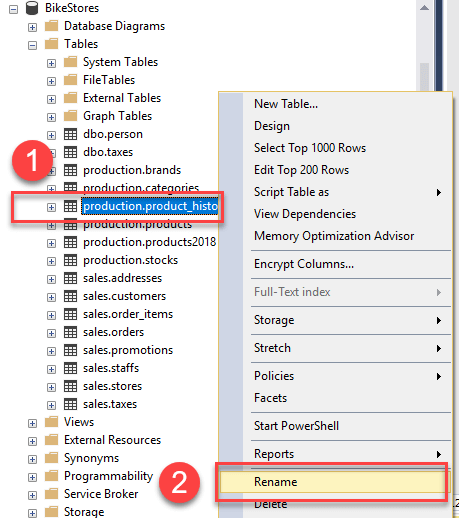 BikeStores
Database Diagrams
Tables
System Tables
FileTables
External Tables
Graph Tables
dbo.person
dbo.taxes
production.brands
production.categories
production.product_histo
production.products
production.products2018
production.stocks
sales.addresses
sales.customers
sales.order_items
sales.orders
sales.promotions
sales.staffs
sales.stores
sales.taxes
Views
External Resources
Synonyms
Programmability
Service Broker
Storage
1
New Table...
Design
Select Top 1000 Rows
Edit Top 200 Rows
Script Table as
View Dependencies
Memory Optimization Advisor
Encrypt Columns...
Full-Text index
Storage
Stretch
Policies
Facets
Start PowerShell
Reports
2
Rename
Delete